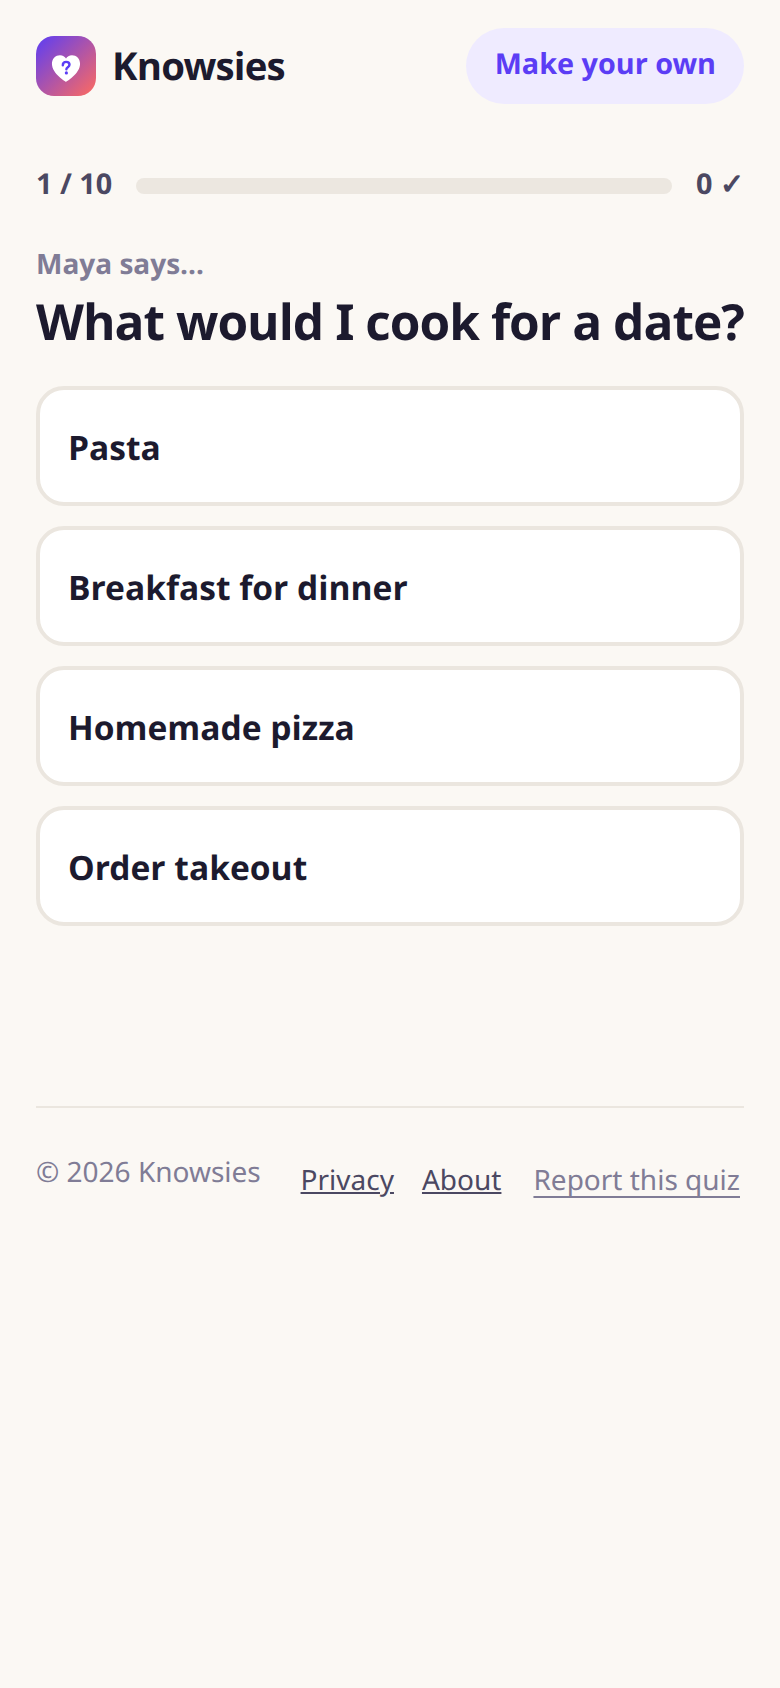 Knowsies
Make your own
1 / 10
0 ✓
Maya says...
What would I cook for a date?
Pasta
Breakfast for dinner
Homemade pizza
Order takeout
© 2026 Knowsies
Privacy
About
Report this quiz